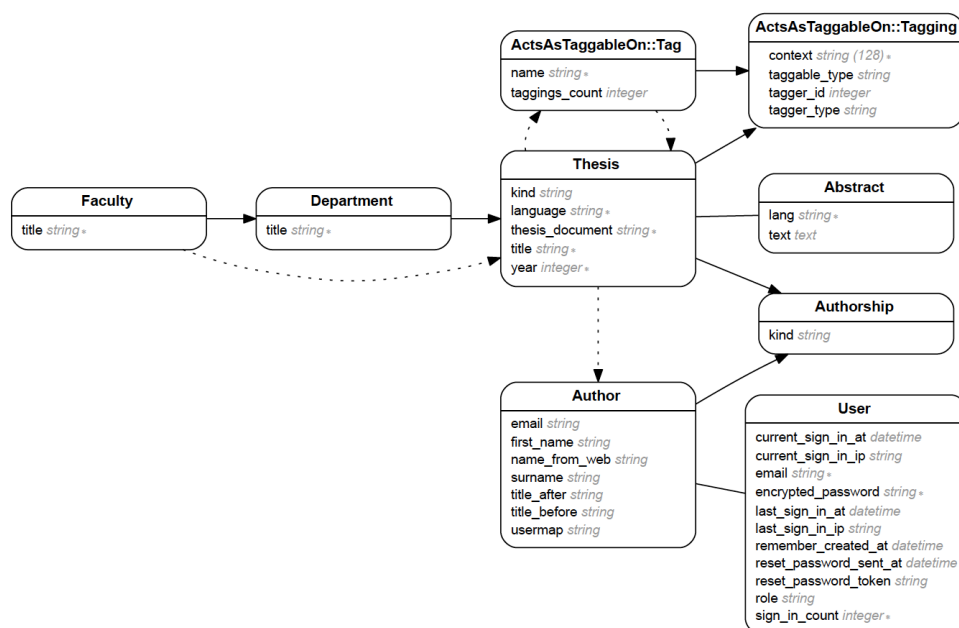 ActsAsTaggableOn::Tag
name string ∗
taggings_count integer
ActsAsTaggableOn::Tagging
context string (128) ∗
taggable_type string
tagger_id integer
tagger_type string
Faculty
title string ∗
Department
title string ∗
Thesis
kind string
language string ∗
thesis_document string ∗
title string ∗
year integer ∗
Abstract
lang string ∗
text text
Authorship
kind string
Author
email string
first_name string
name_from_web string
surname string
title_after string
title_before string
usermap string
User
current_sign_in_at datetime
current_sign_in_ip string
email string ∗
encrypted_password string ∗
last_sign_in_at datetime
last_sign_in_ip string
remember_created_at datetime
reset_password_sent_at datetime
reset_password_token string
role string
sign_in_count integer ∗